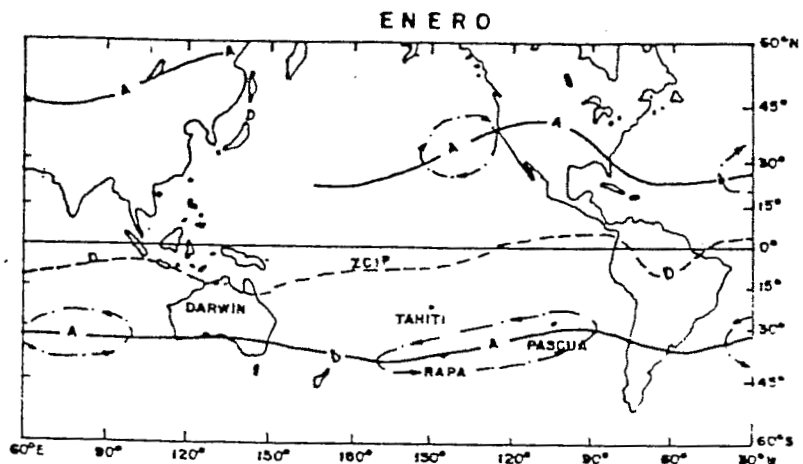 ENERO
60°N
A
A
45°
A
A
30°
15°
0°
D
ZCIP
D
15°
DARWIN
TAHITI
30°
A
A
PASCUA
RAPA
45°
60°S
60°E 90° 120° 150° 180° 150° 120° 90° 60° 30°W